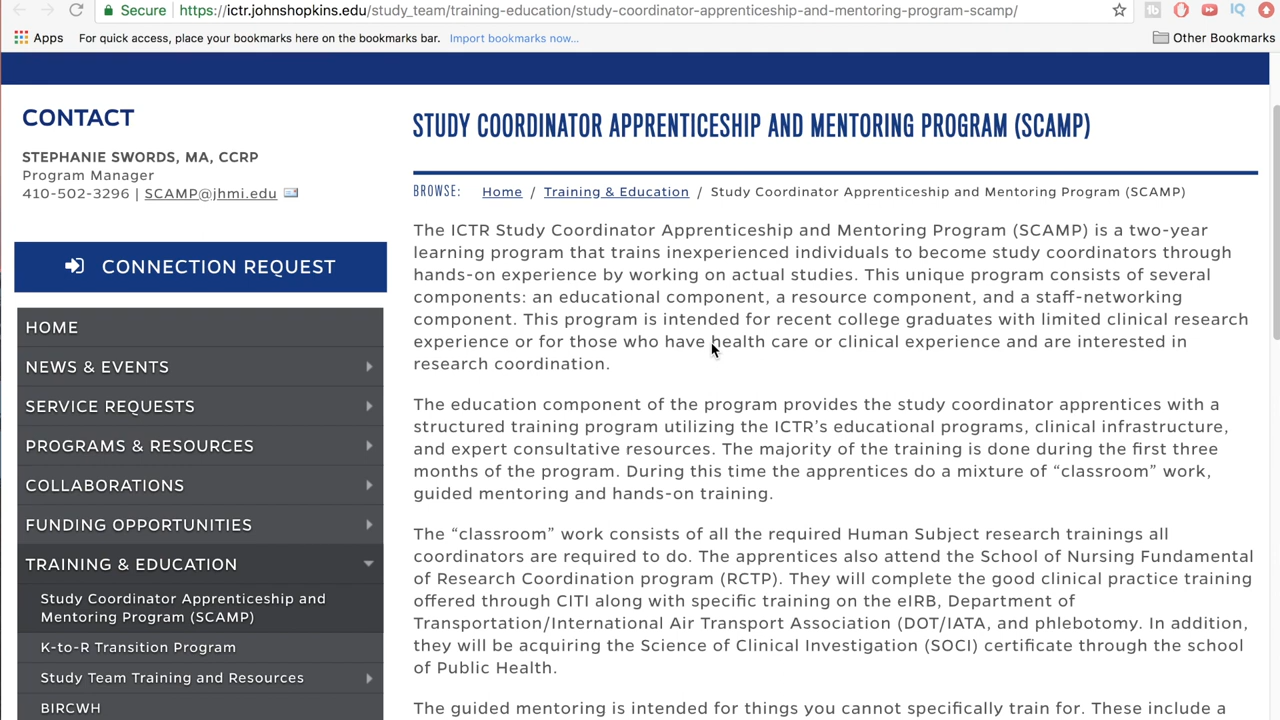 Secure https://ictr.johnshopkins.edu/study_team/training-education/study-coordinator-apprenticeship-and-mentoring-program-scamp/
Apps For quick access, place your bookmarks here on the bookmarks bar. Import bookmarks now... Other Bookmarks
CONTACT
STEPHANIE SWORDS, MA, CCRP
Program Manager
410-502-3296 | SCAMP@jhmi.edu
CONNECTION REQUEST
HOME
NEWS & EVENTS
SERVICE REQUESTS
PROGRAMS & RESOURCES
COLLABORATIONS
FUNDING OPPORTUNITIES
TRAINING & EDUCATION
Study Coordinator Apprenticeship and
Mentoring Program (SCAMP)
K-to-R Transition Program
Study Team Training and Resources
BIRCWH
STUDY COORDINATOR APPRENTICESHIP AND MENTORING PROGRAM (SCAMP)
BROWSE: Home / Training & Education / Study Coordinator Apprenticeship and Mentoring Program (SCAMP)
The ICTR Study Coordinator Apprenticeship and Mentoring Program (SCAMP) is a two-year
learning program that trains inexperienced individuals to become study coordinators through
hands-on experience by working on actual studies. This unique program consists of several
components: an educational component, a resource component, and a staff-networking
component. This program is intended for recent college graduates with limited clinical research
experience or for those who have health care or clinical experience and are interested in
research coordination.
The education component of the program provides the study coordinator apprentices with a
structured training program utilizing the ICTR’s educational programs, clinical infrastructure,
and expert consultative resources. The majority of the training is done during the first three
months of the program. During this time the apprentices do a mixture of “classroom” work,
guided mentoring and hands-on training.
The “classroom” work consists of all the required Human Subject research trainings all
coordinators are required to do. The apprentices also attend the School of Nursing Fundamental
of Research Coordination program (RCTP). They will complete the good clinical practice training
offered through CITI along with specific training on the eIRB, Department of
Transportation/International Air Transport Association (DOT/IATA, and phlebotomy. In addition,
they will be acquiring the Science of Clinical Investigation (SOCI) certificate through the school
of Public Health.
The guided mentoring is intended for things you cannot specifically train for. These include a